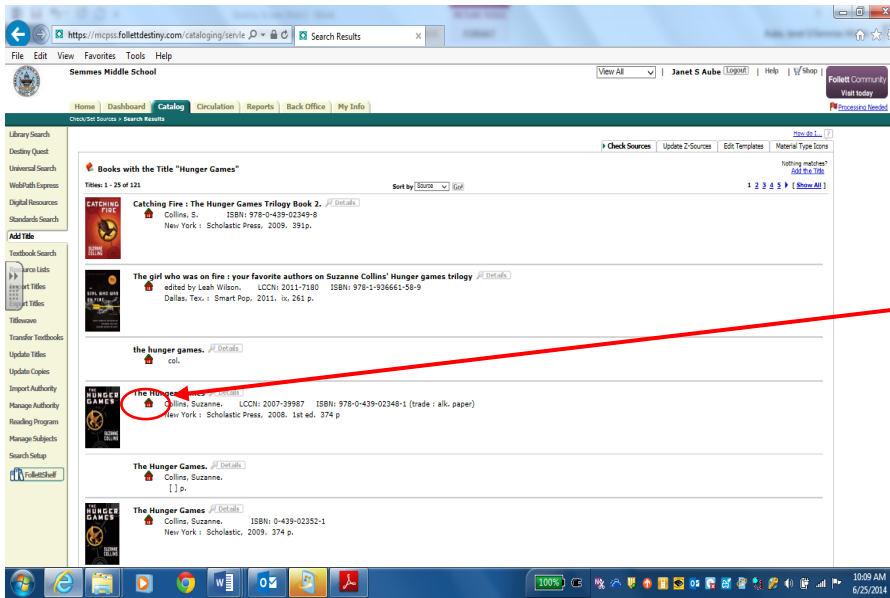 https://mcpss.follettdestiny.com/cataloging/servle
Search Results
File Edit View Favorites Tools Help
Semmes Middle School
View All | Janet S Aube Logout | Help | Shop |
Follett Community
Visit today
Home Dashboard Catalog Circulation Reports Back Office My Info
Processing Needed
Check/Set Sources > Search Results
How do I... ?
Check Sources Update Z-Sources Edit Templates Material Type Icons
Library Search
Destiny Quest
Universal Search
WebPath Express
Digital Resources
Standards Search
Add Title
Textbook Search
Lists
Titles
Titles
Titlewave
Transfer Textbooks
Update Titles
Update Copies
Import Authority
Manage Authority
Reading Program
Manage Subjects
Search Setup
FollettShelf
Books with the Title "Hunger Games"
Nothing matches?
Add the Title
Titles: 1 - 25 of 121
Sort by Source Go!
1 2 3 4 5 [ Show All ]
CATCHING
FIRE
SUZANNE
COLLINS
Catching Fire : The Hunger Games Trilogy Book 2. Details
Collins, S. ISBN: 978-0-439-02349-8
New York : Scholastic Press, 2009. 391p.
The girl who was on fire : your favorite authors on Suzanne Collins' Hunger games trilogy Details
edited by Leah Wilson. LCCN: 2011-7180 ISBN: 978-1-936661-58-9
Dallas, Tex. : Smart Pop, 2011. ix, 261 p.
the hunger games. Details
col.
THE
HUNGER
GAMES
The Hunger Games Details
Collins, Suzanne. LCCN: 2007-39987 ISBN: 978-0-439-02348-1 (trade : alk. paper)
New York : Scholastic Press, 2008. 1st ed. 374 p
The Hunger Games. Details
Collins, Suzanne.
[ ] p.
THE
HUNGER
GAMES
SUZANNE
COLLINS
The Hunger Games Details
Collins, Suzanne. ISBN: 0-439-02352-1
New York : Scholastic, 2009. 374 p.
100%
10:09 AM
6/25/2014